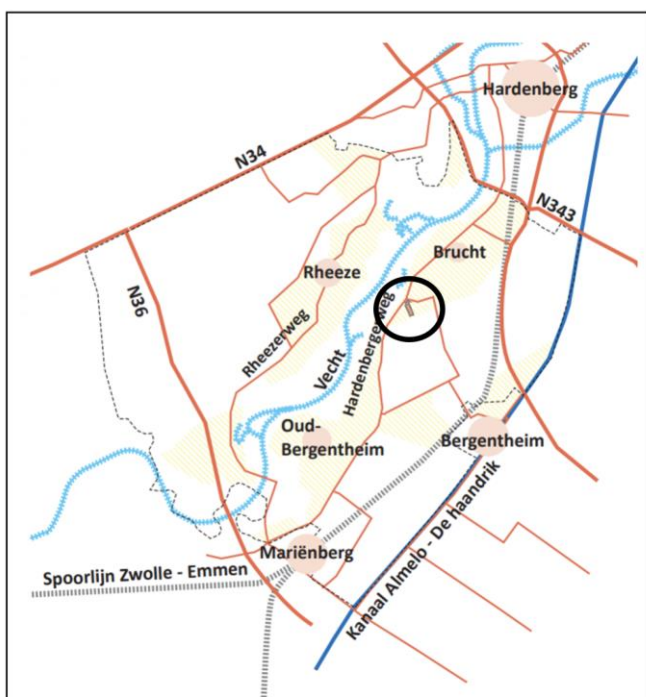 Hardenberg
N34
N343
Brucht
Rheeze
N36
Rheezerweg
Vecht
Hardenbergerweg
Oud-
Bergentheim
Bergentheim
Mariënberg
Spoorlijn Zwolle - Emmen
Kanaal Almelo - De Haandrik